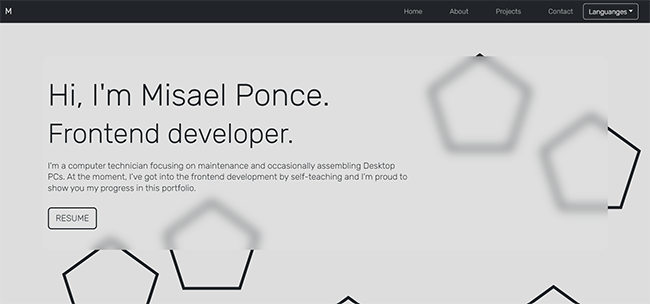 M
Home
About
Projects
Contact
Languanges
Hi, I'm Misael Ponce.
Frontend developer.
I'm a computer technician focusing on maintenance and occasionally assembling Desktop
PCs. At the moment, I've got into the frontend development by self-teaching and I'm proud to
show you my progress in this portfolio.
RESUME